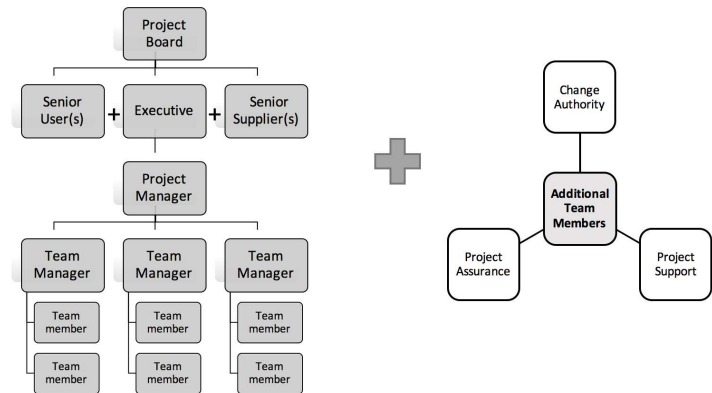 Project
Board
Senior
User(s)
+
Executive
+
Senior
Supplier(s)
Project
Manager
Team
Manager
Team
Manager
Team
Manager
Team
member
Team
member
Team
member
Team
member
Team
member
Team
member
Change
Authority
Additional
Team
Members
Project
Assurance
Project
Support